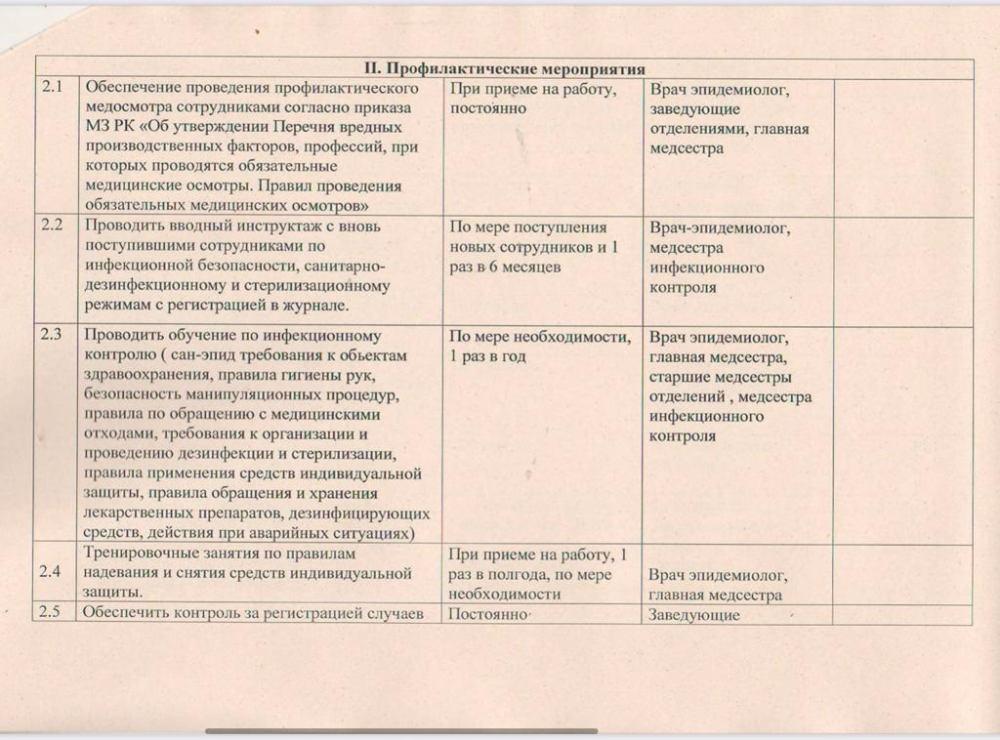 II. Профилактические мероприятия
2.1
Обеспечение проведения профилактического
медосмотра сотрудниками согласно приказа
МЗ РК «Об утверждении Перечня вредных
производственных факторов, профессий, при
которых проводятся обязательные
медицинские осмотры. Правил проведения
обязательных медицинских осмотров»
При приеме на работу,
постоянно
Врач эпидемиолог,
заведующие
отделениями, главная
медсестра
2.2
Проводить вводный инструктаж с вновь
поступившими сотрудниками по
инфекционной безопасности, санитарно-
дезинфекционному и стерилизационному
режимам с регистрацией в журнале.
По мере поступления
новых сотрудников и 1
раз в 6 месяцев
Врач-эпидемиолог,
медсестра
инфекционного
контроля
2.3
Проводить обучение по инфекционному
контролю ( сан-эпид требования к обьектам
здравоохранения, правила гигиены рук,
безопасность манипуляционных процедур,
правила по обращению с медицинскими
отходами, требования к организации и
проведению дезинфекции и стерилизации,
правила применения средств индивидуальной
защиты, правила обращения и хранения
лекарственных препаратов, дезинфицирующих
средств, действия при аварийных ситуациях)
По мере необходимости,
1 раз в год
Врач эпидемиолог,
главная медсестра,
старшие медсестры
отделений , медсестра
инфекционного
контроля
2.4
Тренировочные занятия по правилам
надевания и снятия средств индивидуальной
защиты.
При приеме на работу, 1
раз в полгода, по мере
необходимости
Врач эпидемиолог,
главная медсестра
2.5
Обеспечить контроль за регистрацией случаев
Постоянно
Заведующие